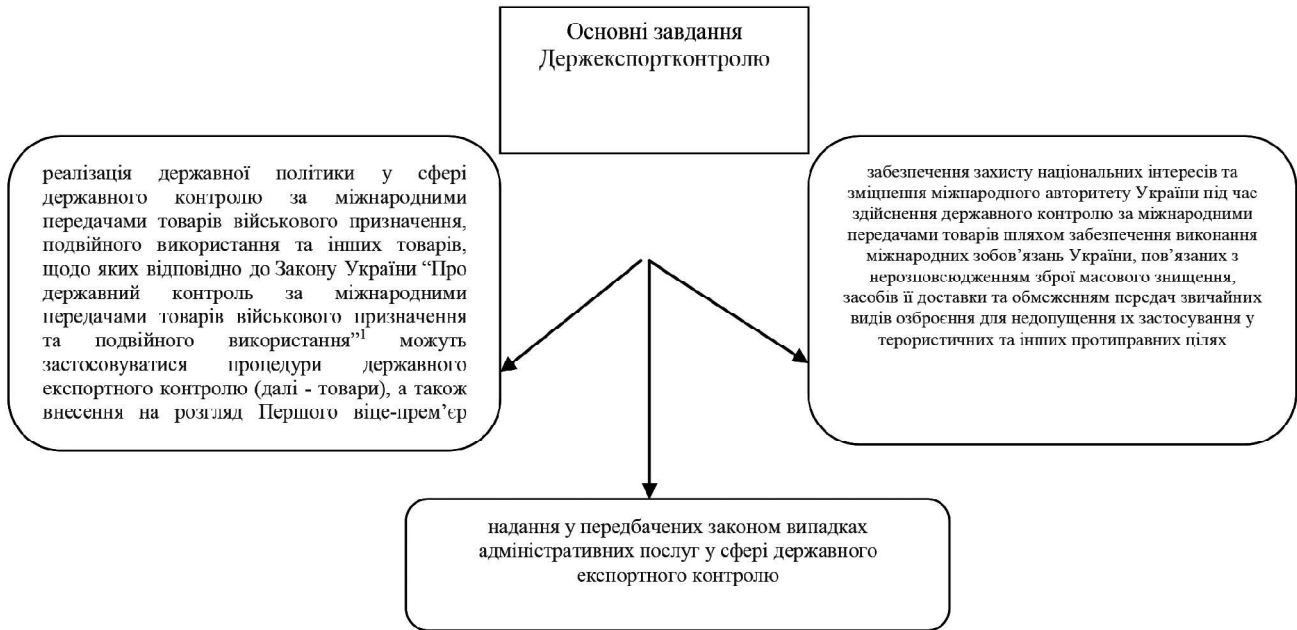 Основні завдання
Держекспортконтролю
реалізація державної політики у сфері
державного контролю за міжнародними
передачами товарів військового призначення,
подвійного використання та інших товарів,
щодо яких відповідно до Закону України “Про
державний контроль за міжнародними
передачами товарів військового призначення
та подвійного використання”1 можуть
застосовуватися процедури державного
експортного контролю (далі - товари), а також
внесення на розгляд Першого віце-прем’єр
забезпечення захисту національних інтересів та
зміцнення міжнародного авторитету України під час
здійснення державного контролю за міжнародними
передачами товарів шляхом забезпечення виконання
міжнародних зобов’язань України, пов’язаних з
нерозповсюдженням зброї масового знищення,
засобів її доставки та обмеженням передач звичайних
видів озброєння для недопущення їх застосування у
терористичних та інших протиправних цілях
надання у передбачених законом випадках
адміністративних послуг у сфері державного
експортного контролю